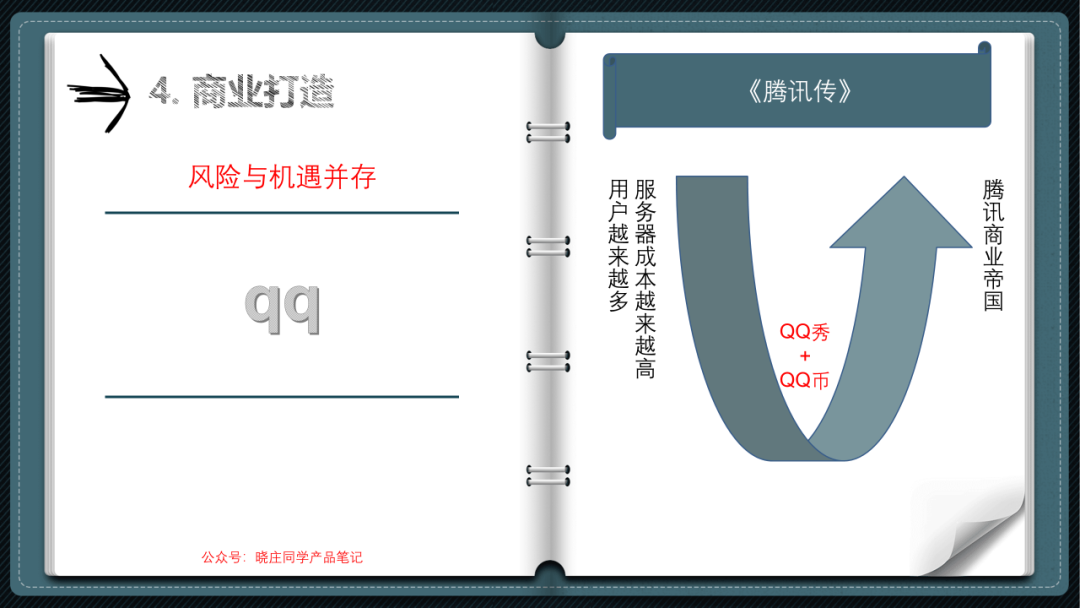 4. 商业打造
风险与机遇并存
qq
公众号：晓庄同学产品笔记
《腾讯传》
用户越来越多
服务器成本越来越高
QQ秀
+
QQ币
腾讯商业帝国